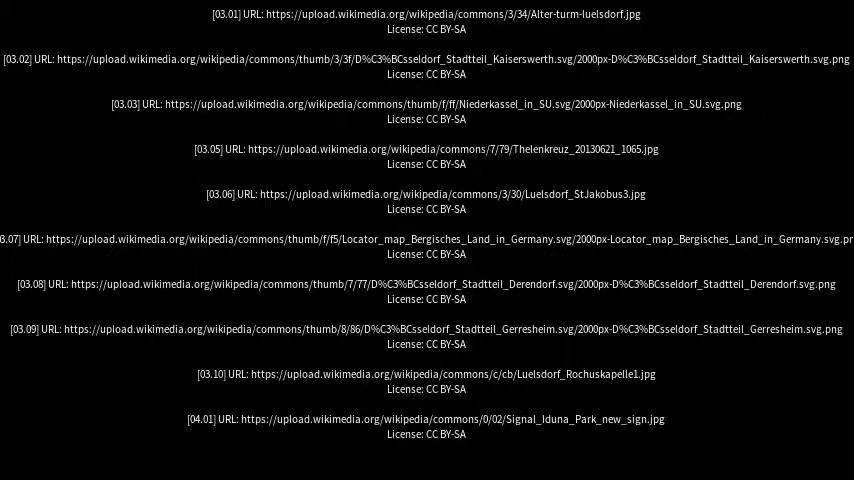 [03.01] URL: https://upload.wikimedia.org/wikipedia/commons/3/34/Alter-turm-luelsdorf.jpg
License: CC BY-SA
[03.02] URL: https://upload.wikimedia.org/wikipedia/commons/thumb/3/3f/D%C3%BCsseldorf_Stadtteil_Kaiserswerth.svg/2000px-D%C3%BCsseldorf_Stadtteil_Kaiserswerth.svg.png
License: CC BY-SA
[03.03] URL: https://upload.wikimedia.org/wikipedia/commons/thumb/f/ff/Niederkassel_in_SU.svg/2000px-Niederkassel_in_SU.svg.png
License: CC BY-SA
[03.05] URL: https://upload.wikimedia.org/wikipedia/commons/7/79/Thelenkreuz_20130621_1065.jpg
License: CC BY-SA
[03.06] URL: https://upload.wikimedia.org/wikipedia/commons/3/30/Luelsdorf_StJakobus3.jpg
License: CC BY-SA
3.07] URL: https://upload.wikimedia.org/wikipedia/commons/thumb/f/f5/Locator_map_Bergisches_Land_in_Germany.svg/2000px-Locator_map_Bergisches_Land_in_Germany.svg.pr
License: CC BY-SA
[03.08] URL: https://upload.wikimedia.org/wikipedia/commons/thumb/7/77/D%C3%BCsseldorf_Stadtteil_Derendorf.svg/2000px-D%C3%BCsseldorf_Stadtteil_Derendorf.svg.png
License: CC BY-SA
[03.09] URL: https://upload.wikimedia.org/wikipedia/commons/thumb/8/86/D%C3%BCsseldorf_Stadtteil_Gerresheim.svg/2000px-D%C3%BCsseldorf_Stadtteil_Gerresheim.svg.png
License: CC BY-SA
[03.10] URL: https://upload.wikimedia.org/wikipedia/commons/c/cb/Luelsdorf_Rochuskapelle1.jpg
License: CC BY-SA
[04.01] URL: https://upload.wikimedia.org/wikipedia/commons/0/02/Signal_Iduna_Park_new_sign.jpg
License: CC BY-SA